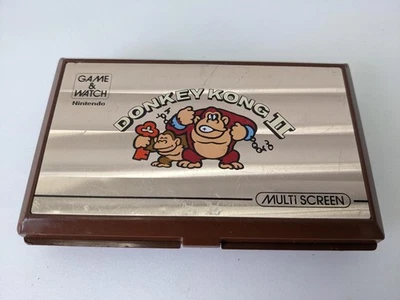 GAME
&
WATCH
Nintendo
DONKEY KONG II
MULTI SCREEN